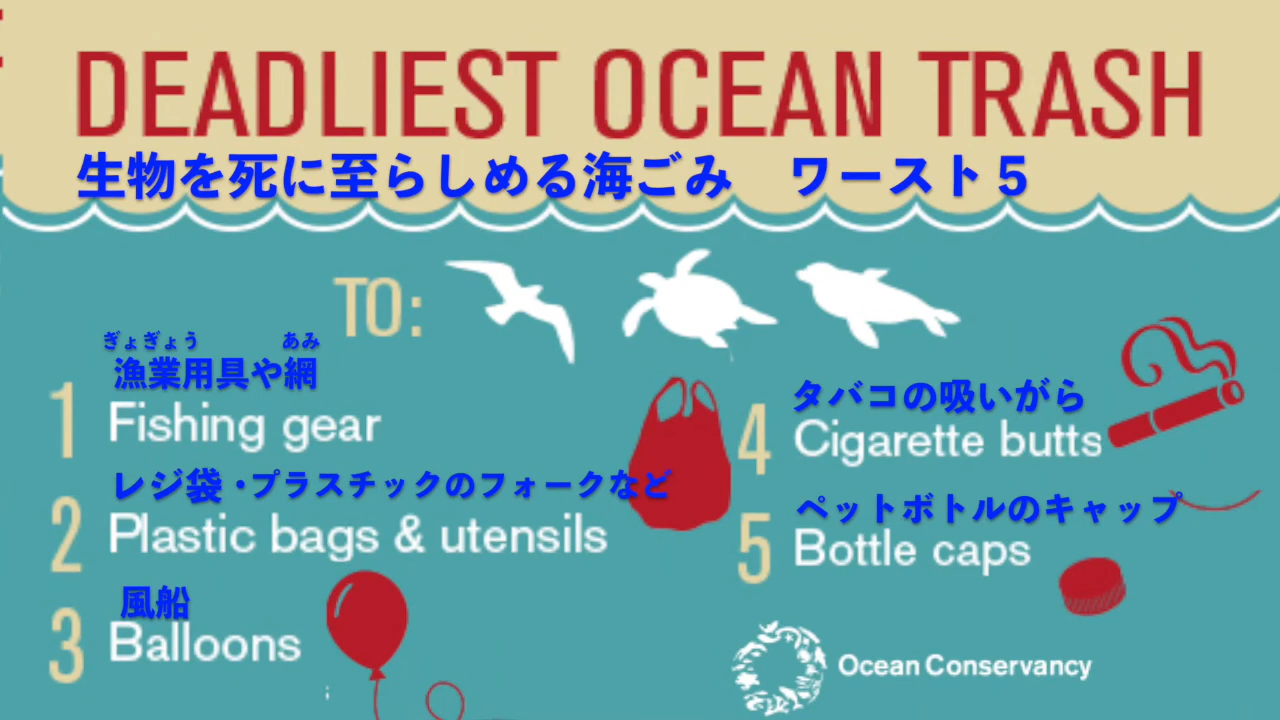 DEADLIEST OCEAN TRASH
生物を死に至らしめる海ごみ　ワースト５
TO:
ぎょぎょう　あみ
漁業用具や網
1 Fishing gear
レジ袋・プラスチックのフォークなど
2 Plastic bags & utensils
風船
3 Balloons
タバコの吸いがら
4 Cigarette butts
ペットボトルのキャップ
5 Bottle caps
Ocean Conservancy